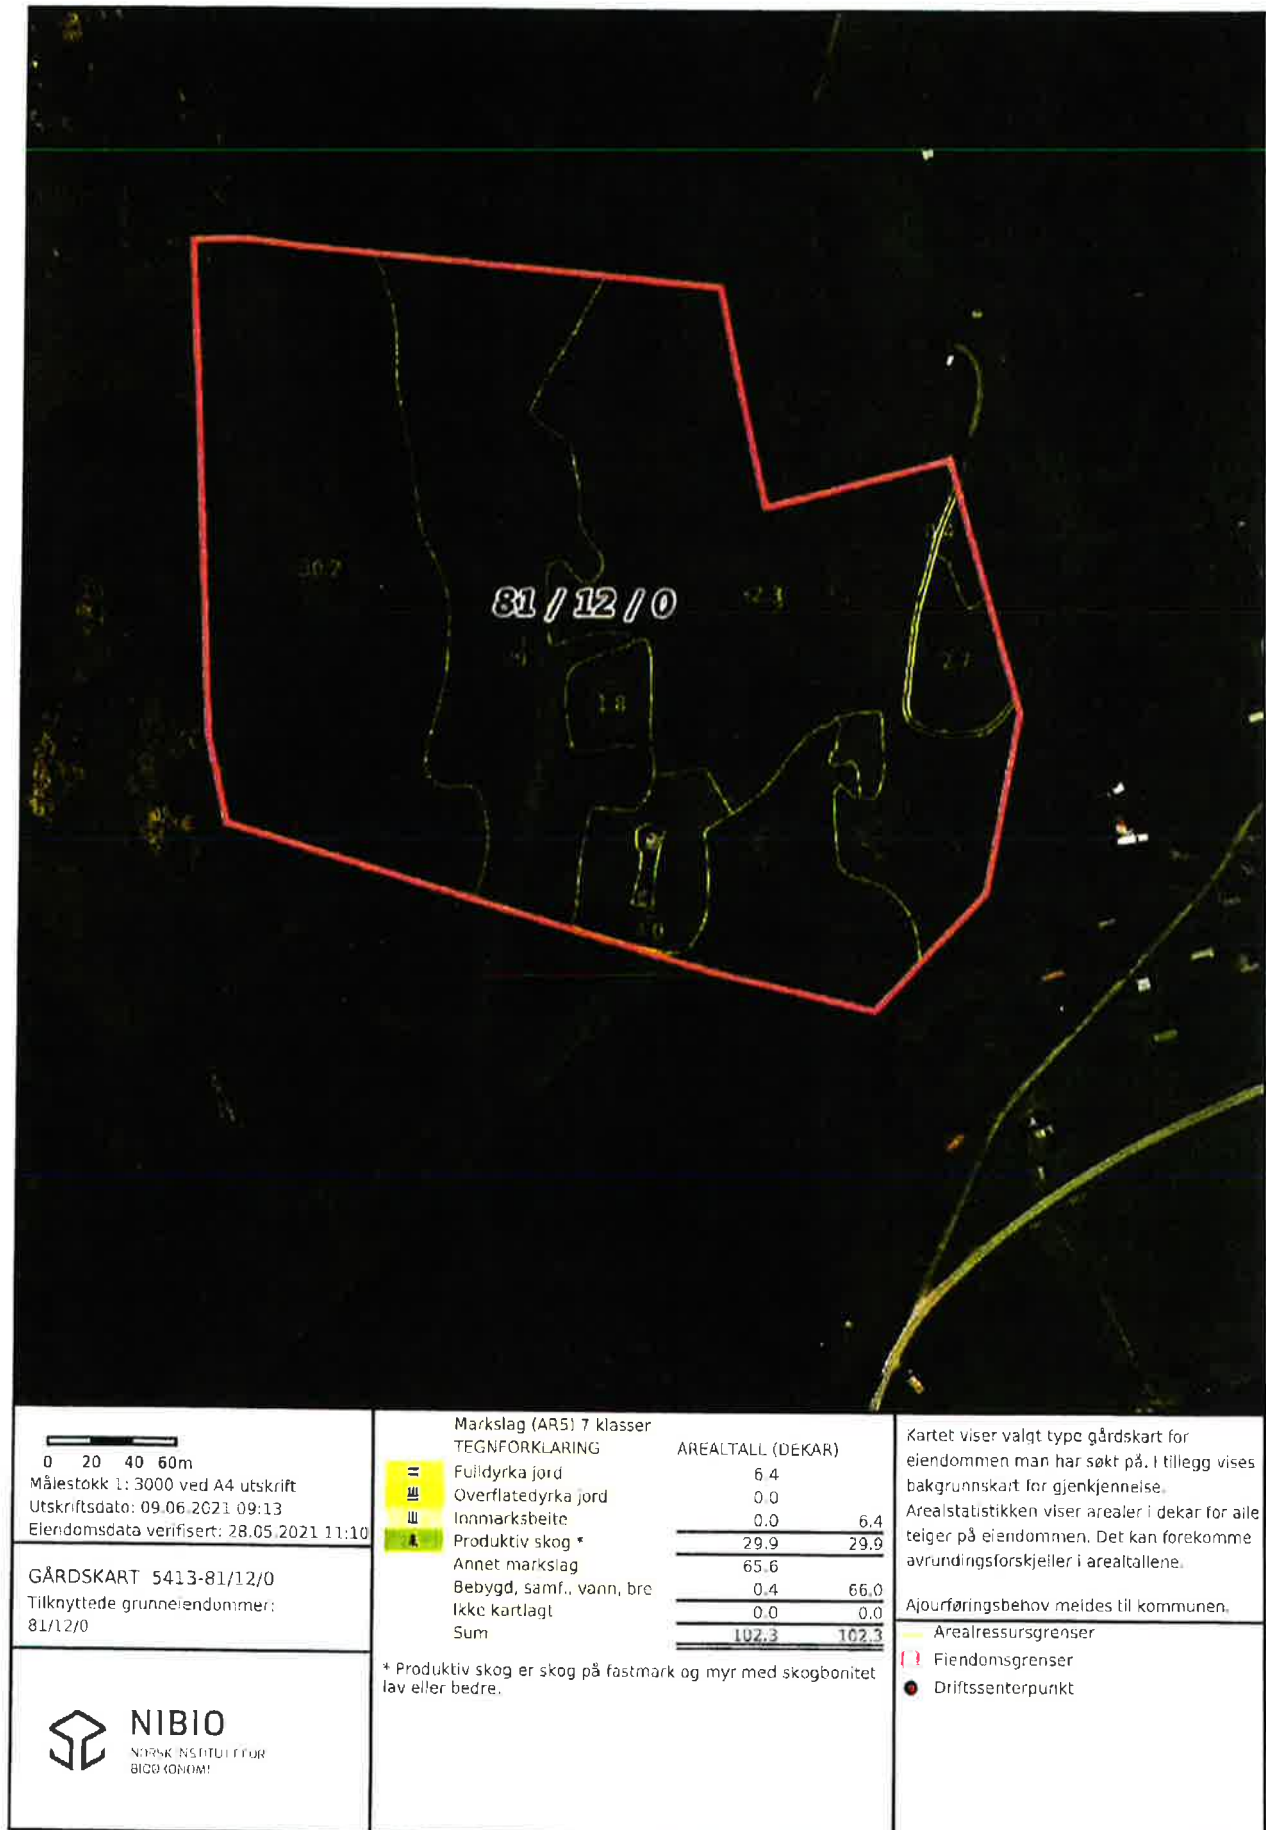 81 / 12 / 0
1.8
2.7
0 20 40 60m
Målestokk 1: 3000 ved A4 utskrift
Utskriftsdato: 09.06.2021 09:13
Eiendomsdata verifisert: 28.05.2021 11:10
GÅRDSKART 5413-81/12/0
Tilknyttede grunneiendommer:
81/12/0
NIBIO
NORSK INSTITUTT FOR
BIOØKONOMI
Markslag (AR5) 7 klasser
TEGNFORKLARING AREALTALL (DEKAR)
Fulldyrka jord 6.4
Overflatedyrka jord 0.0
Innmarksbeite 0.0 6.4
Produktiv skog * 29.9 29.9
Annet markslag 65.6
Bebygd, samf., vann, bre 0.4 66.0
Ikke kartlagt 0.0 0.0
Sum 102.3 102.3
* Produktiv skog er skog på fastmark og myr med skogbonitet
lav eller bedre.
Kartet viser valgt type gårdskart for
eiendommen man har søkt på. I tillegg vises
bakgrunnskart for gjenkjennelse.
Arealstatistikken viser arealer i dekar for alle
teiger på eiendommen. Det kan forekomme
avrundingsforskjeller i arealtallene.
Ajourføringsbehov meldes til kommunen.
Arealressursgrenser
Eiendomsgrenser
Driftssenterpunkt